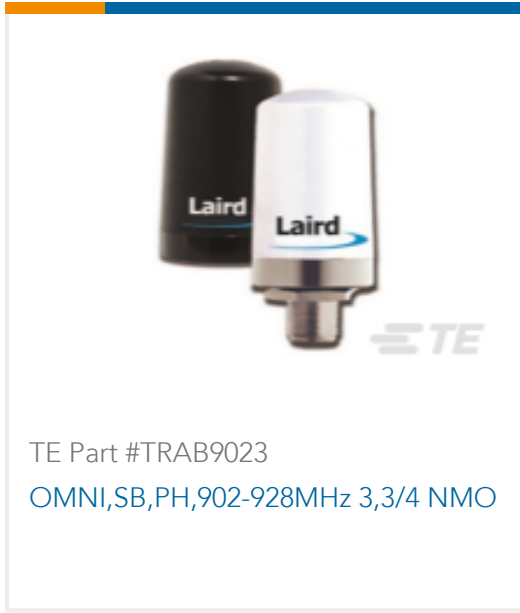 Laird
Laird
TE
TE Part #TRAB9023
OMNI,SB,PH,902-928MHz 3,3/4 NMO